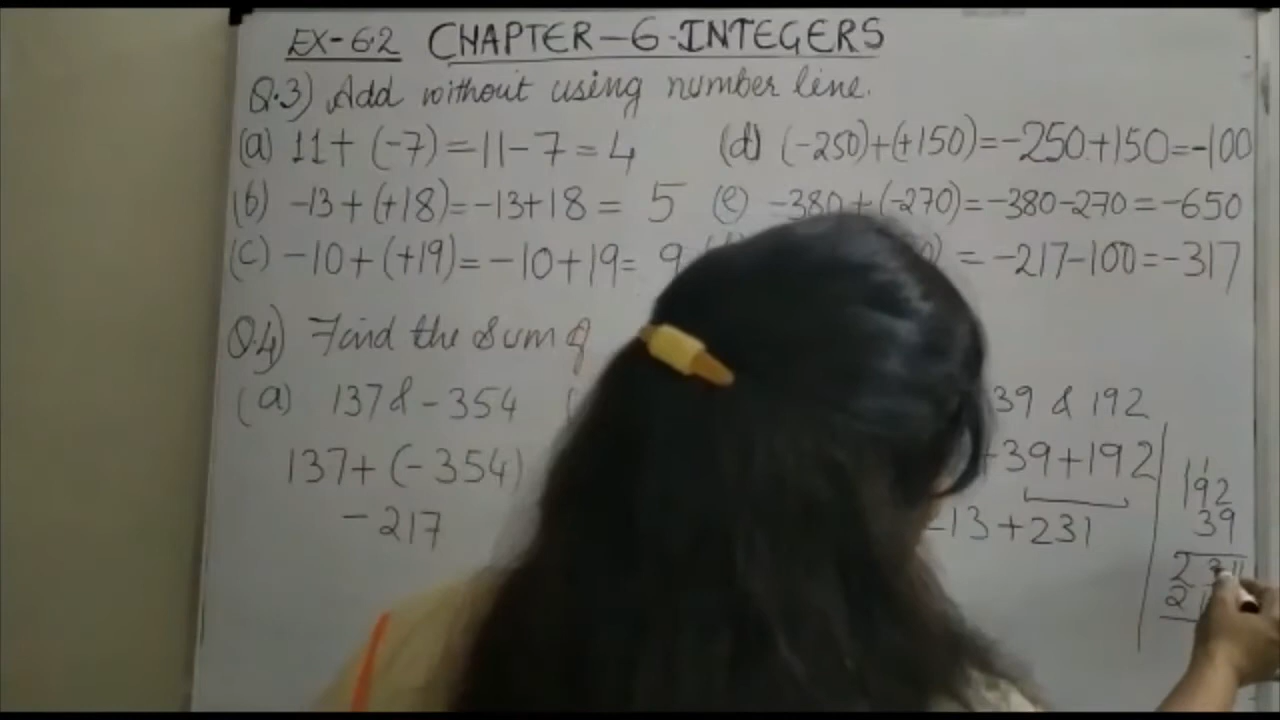 EX-6.2 CHAPTER-6-INTEGERS
Q.3) Add without using number line.
(a) 11+ (-7) = 11-7 = 4 (d) (-250)+(+150)=-250+150=-100
(b) -13 + (+18)= -13+18 = 5 (e) -380+(-270)=-380-270=-650
(c) -10 + (+19)= -10+19= 9 = -217-100=-317
Q.4) Find the Sum of
(a) 137 & -354 39 & 192
137+ (-354) +39+192
-217 -13+231
192
39
2
2